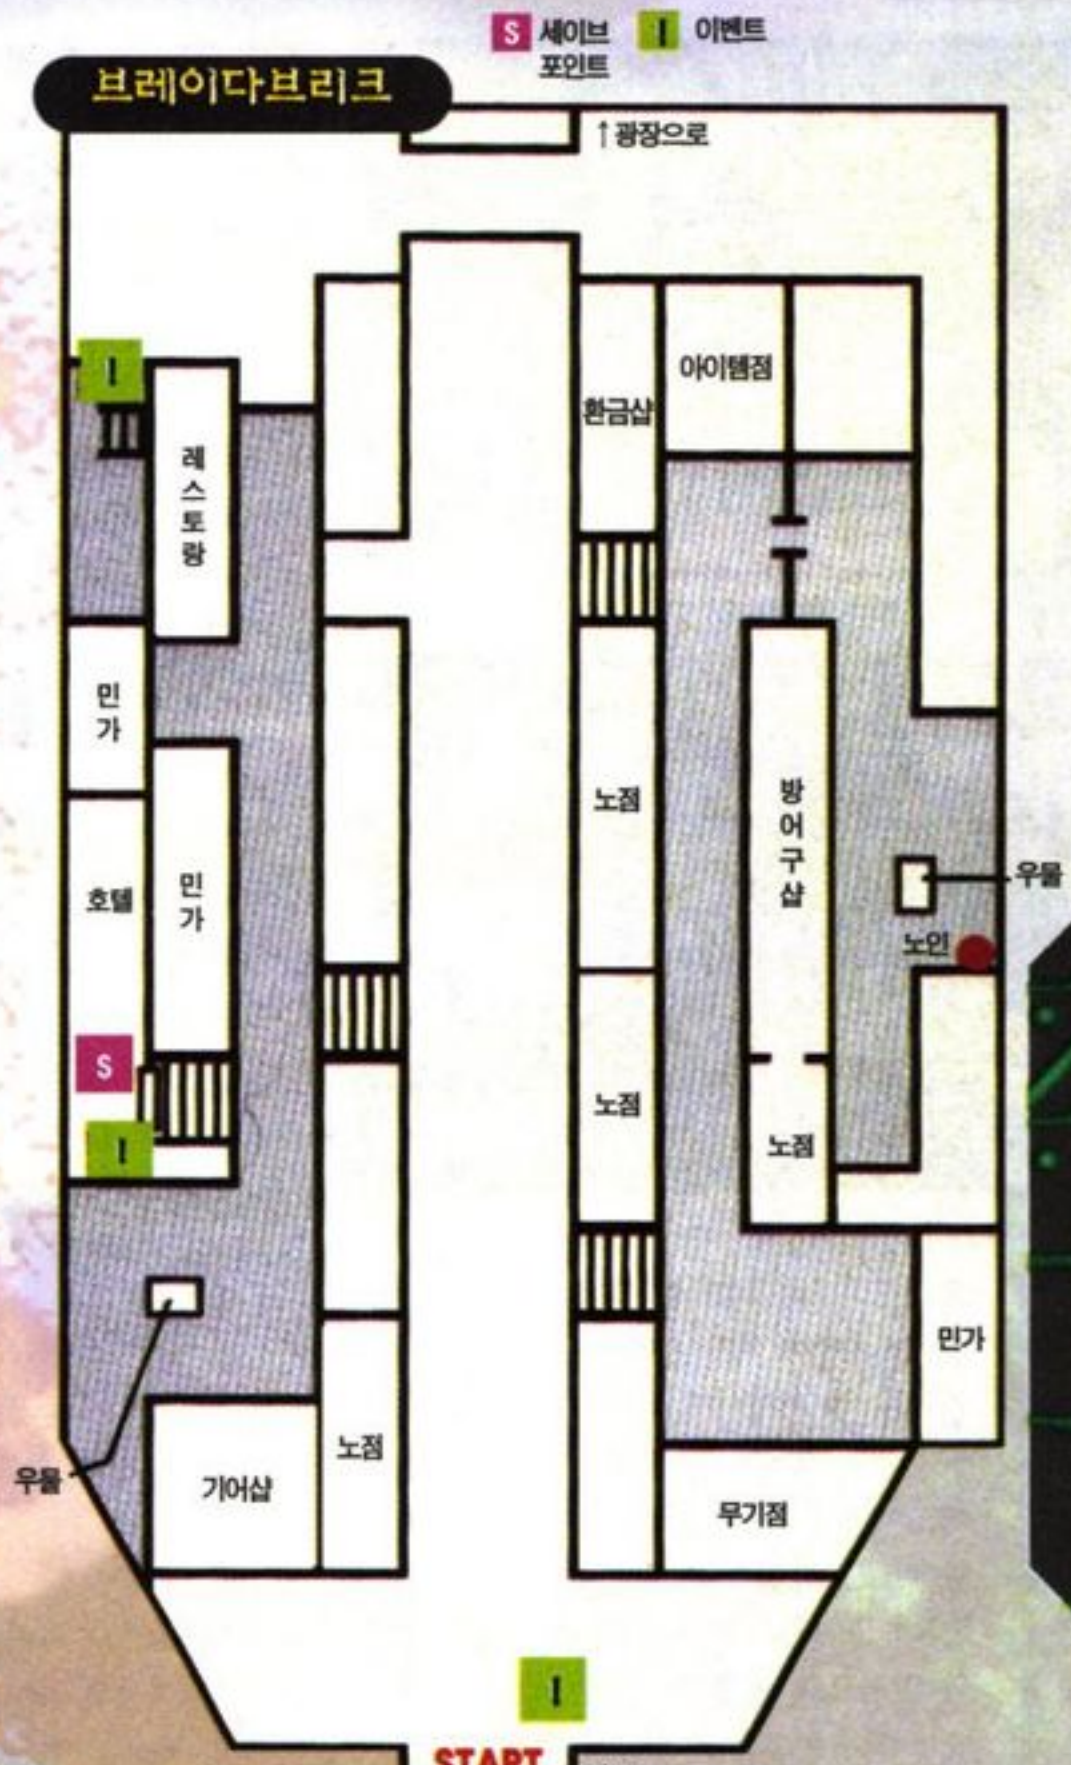 S 세이브 포인트
I 이벤트
브레이다브리크
↑광장으로
I
아이템점
환금샵
레스토랑
민가
노점
방어구샵
민가
호텔
우물
노인
S
노점
I
노점
민가
노점
우물
기어샵
무기점
I
START